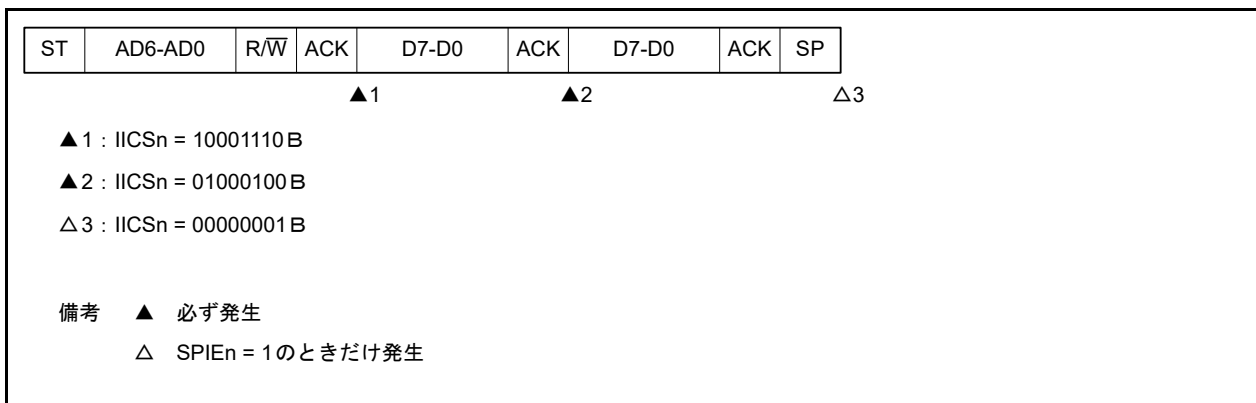 ST AD6-AD0 R/W̅ ACK D7-D0 ACK D7-D0 ACK SP
▲1 ▲2 △3
▲1：IICSn = 10001110B
▲2：IICSn = 01000100B
△3：IICSn = 00000001B
備考 ▲ 必ず発生
△ SPIEn = 1のときだけ発生